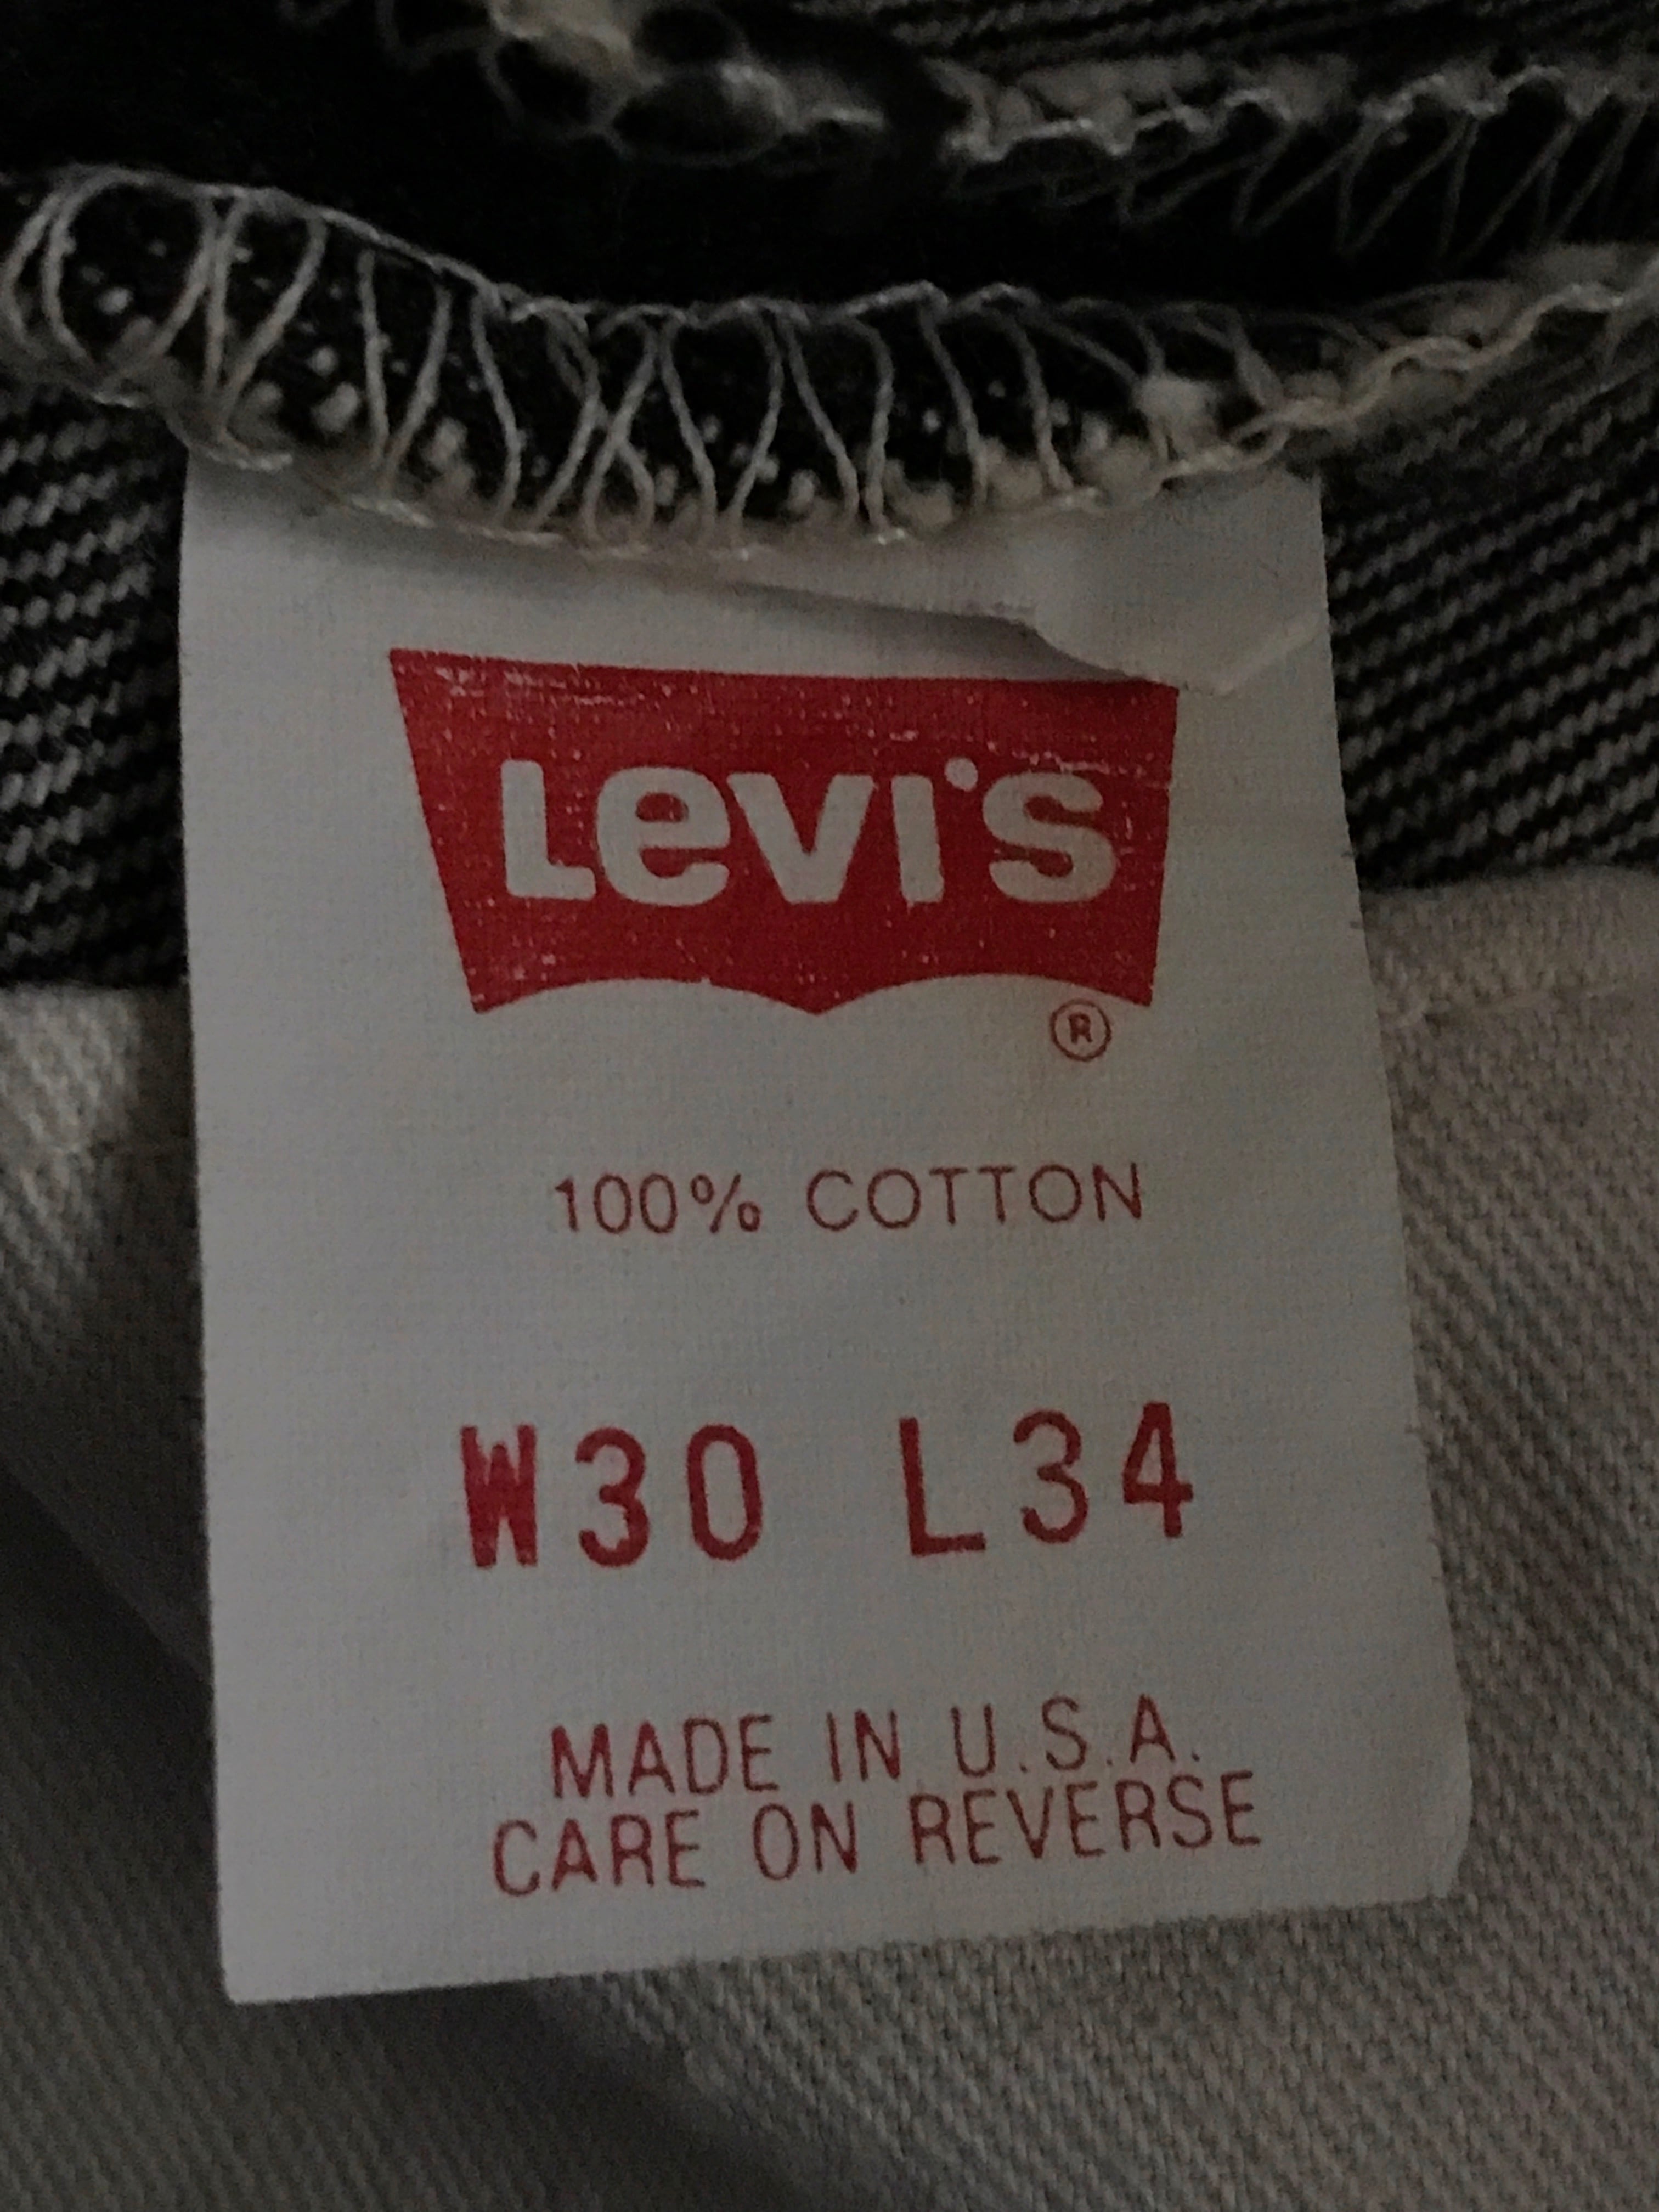 Levi's
®
100% COTTON
W30 L34
MADE IN U.S.A.
CARE ON REVERSE